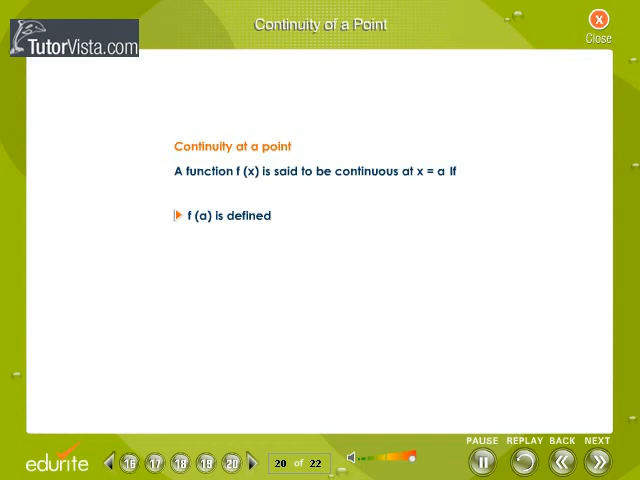 Continuity of a Point
X
Close
TutorVista.com
Continuity at a point
A function f (x) is said to be continuous at x = a If
f (a) is defined
PAUSE REPLAY BACK NEXT
edurite
16 17 18 19 20
20 of 22